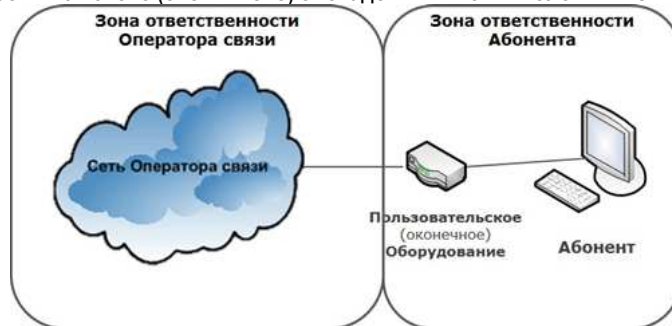 Зона ответственности
Оператора связи
Зона ответственности
Абонента
Сеть Оператора связи
Пользовательское
(оконечное)
Оборудование
Абонент